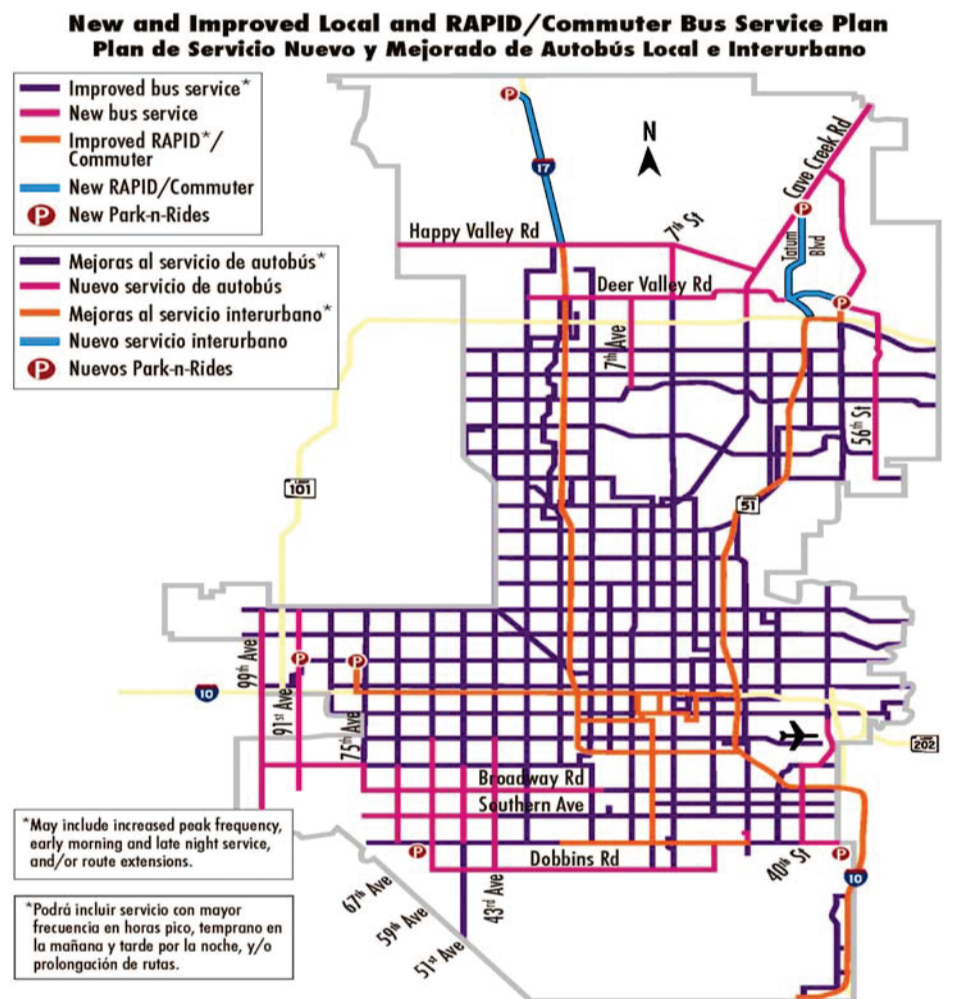 New and Improved Local and RAPID/Commuter Bus Service Plan
Plan de Servicio Nuevo y Mejorado de Autobús Local e Interurbano
Improved bus service*
New bus service
Improved RAPID*/
Commuter
New RAPID/Commuter
P New Park-n-Rides
Mejoras al servicio de autobús*
Nuevo servicio de autobús
Mejoras al servicio interurbano*
Nuevo servicio interurbano
P Nuevos Park-n-Rides
P
17
N
Cave Creek Rd
P
Happy Valley Rd
7th St
Tatum
Blvd
Deer Valley Rd
P
7th Ave
56th St
101
51
99th Ave
P
P
10
91st Ave
75th Ave
202
Broadway Rd
Southern Ave
P
Dobbins Rd
40th St
P
10
67th Ave
59th Ave
51st Ave
43rd Ave
*May include increased peak frequency,
early morning and late night service,
and/or route extensions.
*Podrá incluir servicio con mayor
frecuencia en horas pico, temprano en
la mañana y tarde por la noche, y/o
prolongación de rutas.